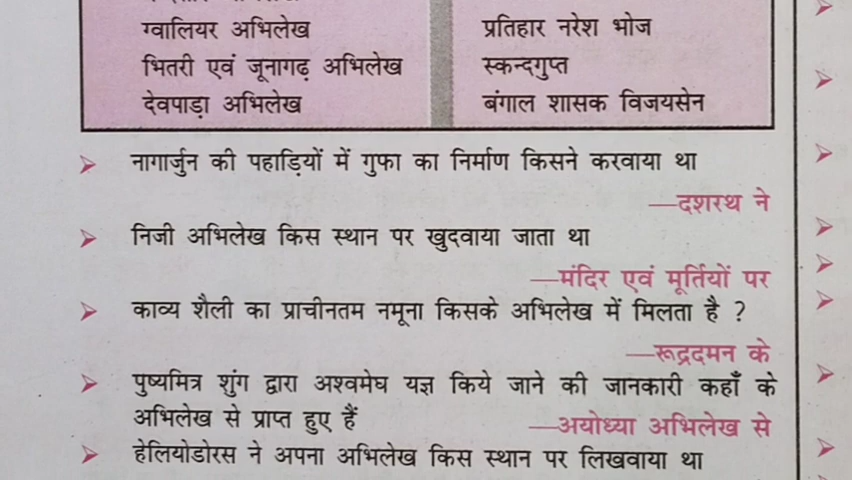 ग्वालियर अभिलेख प्रतिहार नरेश भोज
भितरी एवं जूनागढ़ अभिलेख स्कन्दगुप्त
देवपाड़ा अभिलेख बंगाल शासक विजयसेन
➢ नागार्जुन की पहाड़ियों में गुफा का निर्माण किसने करवाया था
—दशरथ ने
➢ निजी अभिलेख किस स्थान पर खुदवाया जाता था
—मंदिर एवं मूर्तियों पर
➢ काव्य शैली का प्राचीनतम नमूना किसके अभिलेख में मिलता है ?
—रूद्रदमन के
➢ पुष्यमित्र शुंग द्वारा अश्वमेघ यज्ञ किये जाने की जानकारी कहाँ के
अभिलेख से प्राप्त हुए हैं —अयोध्या अभिलेख से
➢ हेलियोडोरस ने अपना अभिलेख किस स्थान पर लिखवाया था